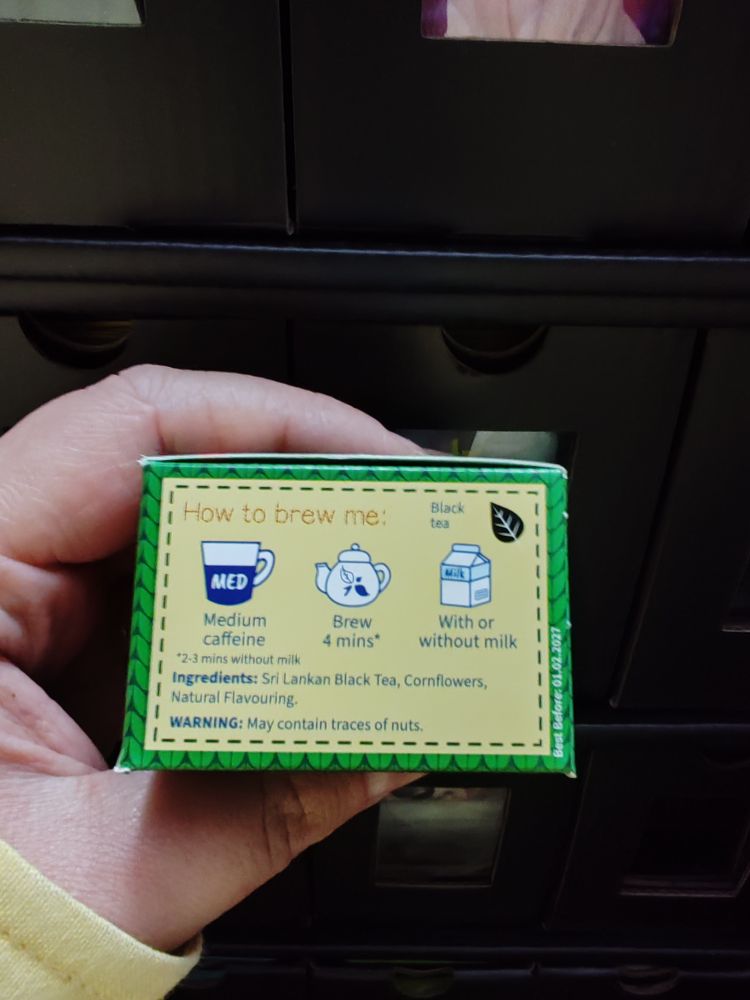 How to brew me:
Black
tea
MED
Milk
Medium
caffeine
Brew
4 mins*
With or
without milk
*2-3 mins without milk
Ingredients: Sri Lankan Black Tea, Cornflowers,
Natural Flavouring.
WARNING: May contain traces of nuts.
Best Before: 01.02.2027